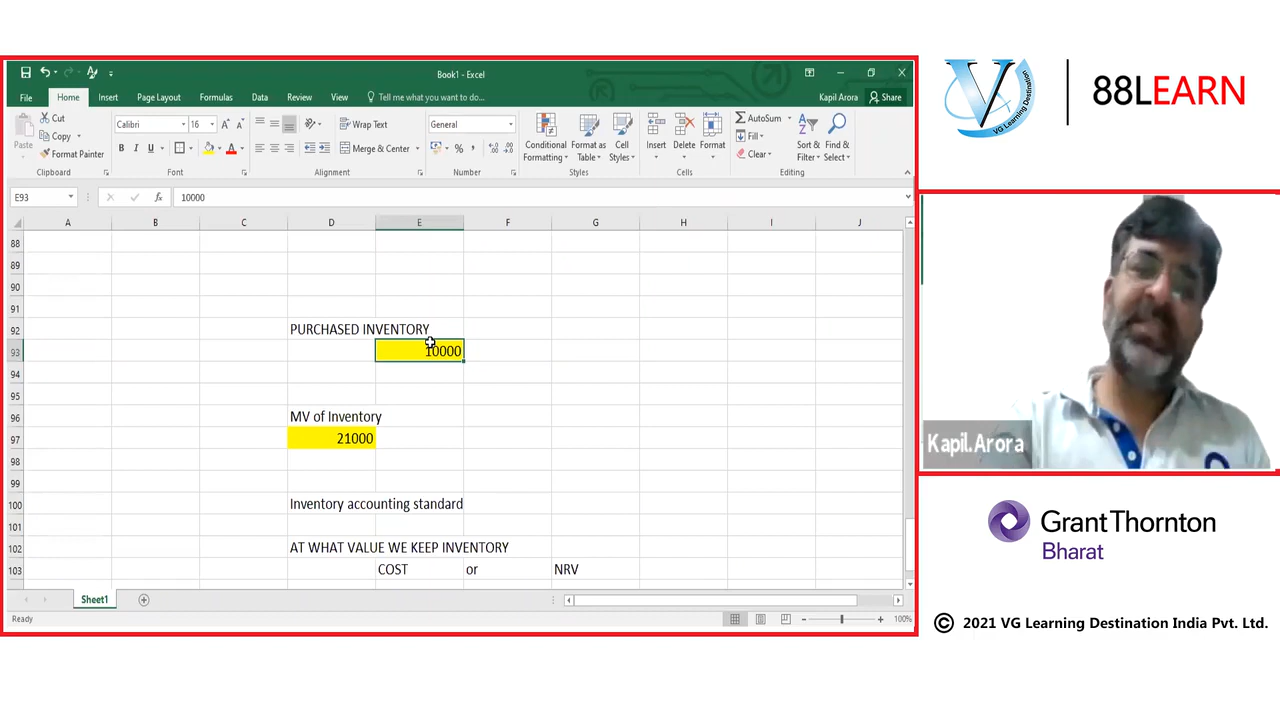 Book1 - Excel
File Home Insert Page Layout Formulas Data Review View Tell me what you want to do... Kapil Arora Share
Paste
Cut
Copy
Format Painter
Clipboard
Calibri 16
B I U
Font
Wrap Text
Merge & Center
Alignment
General
Number
Conditional Formatting
Format as Table
Cell Styles
Styles
Insert Delete Format
Cells
AutoSum
Fill
Clear
Sort & Filter
Find & Select
Editing
E93 fx 10000
A B C D E F G H I J
88
89
90
91
92 PURCHASED INVENTORY
93 10000
94
95
96 MV of Inventory
97 21000
98
99
100 Inventory accounting standard
101
102 AT WHAT VALUE WE KEEP INVENTORY
103 COST or NRV
Sheet1
Ready 100%
V
VG Learning Destination
88LEARN
Kapil.Arora
Grant Thornton
Bharat
© 2021 VG Learning Destination India Pvt. Ltd.